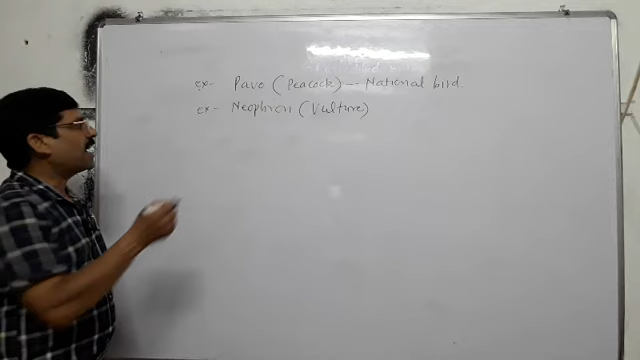 ex- Pavo (Peacock) - National bird.
ex- Neophron (Vulture)